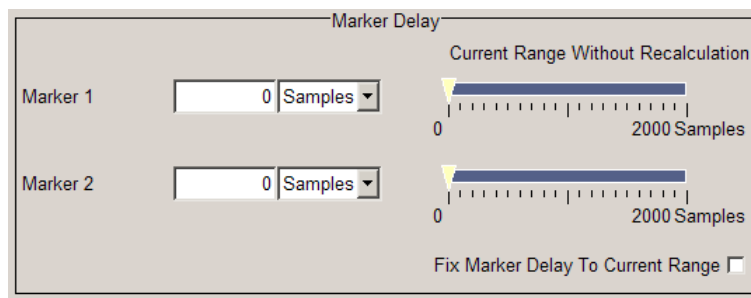 Marker Delay
Current Range Without Recalculation
Marker 1 0 Samples
0 2000 Samples
Marker 2 0 Samples
0 2000 Samples
Fix Marker Delay To Current Range